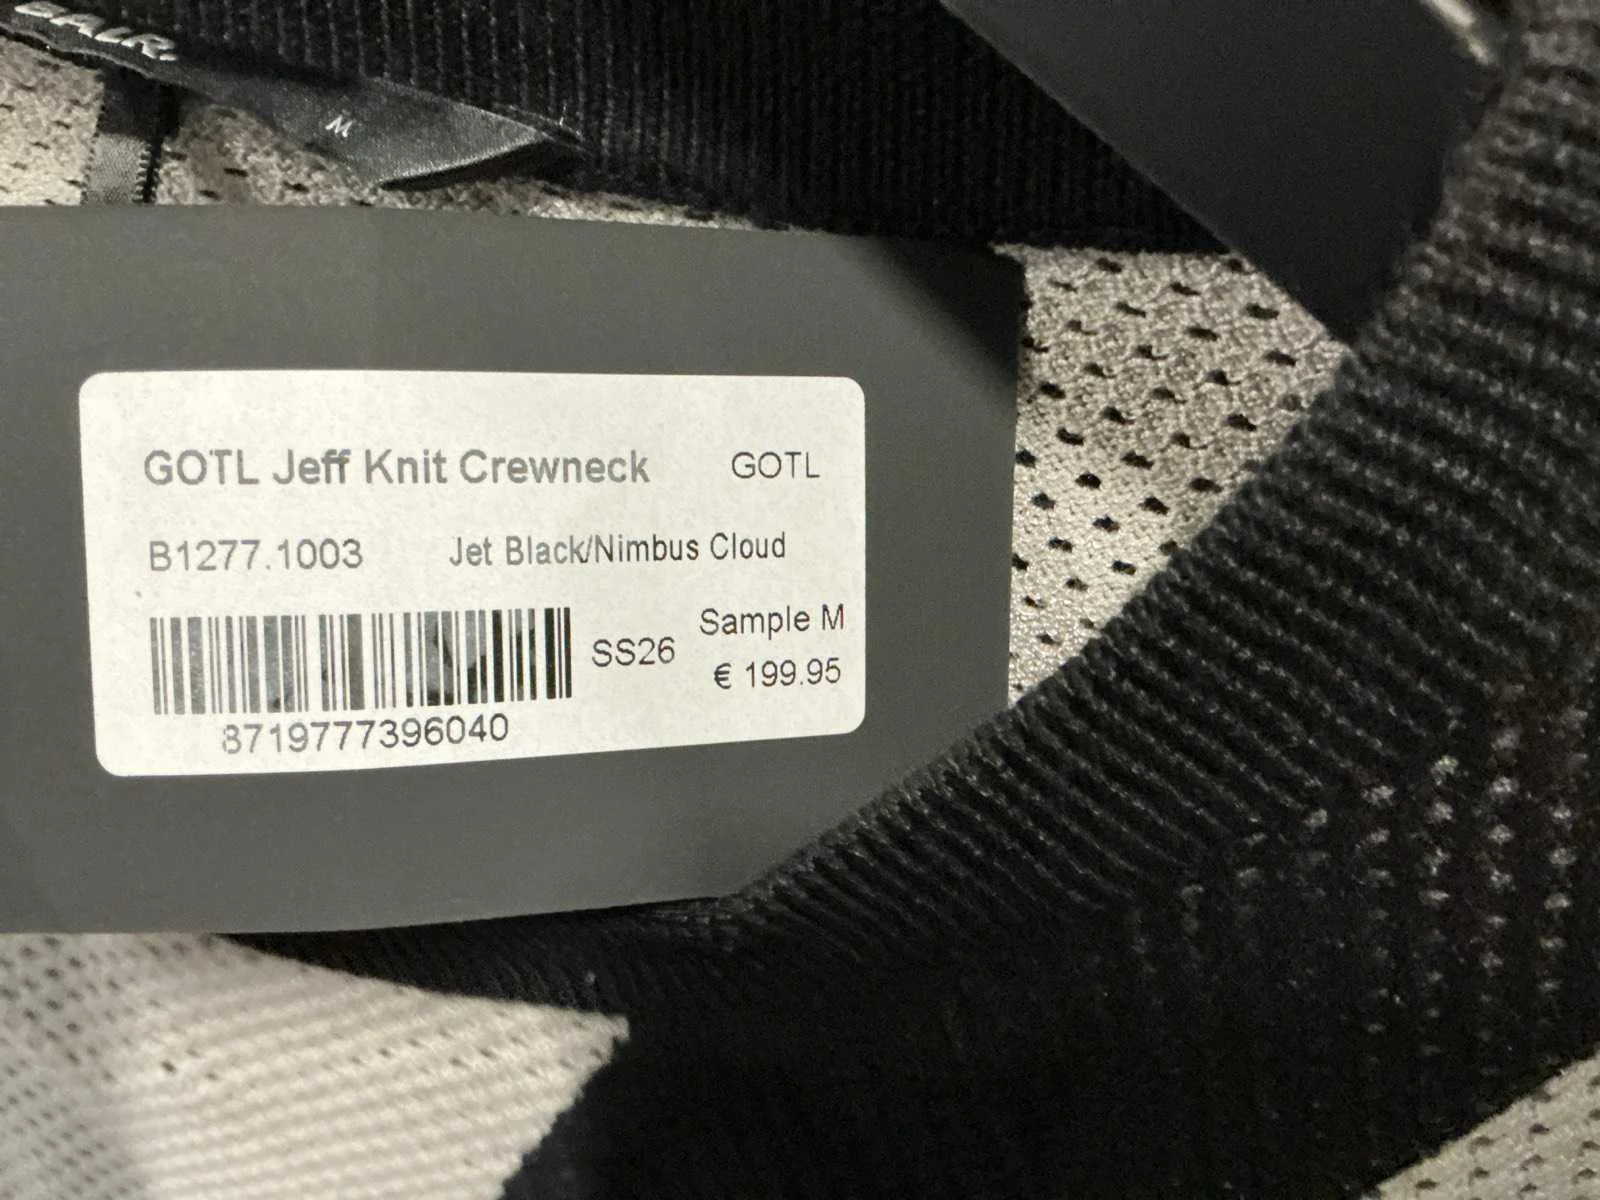 M
GOTL Jeff Knit Crewneck GOTL
B1277.1003 Jet Black/Nimbus Cloud
SS26 Sample M
€ 199.95
8719777396040